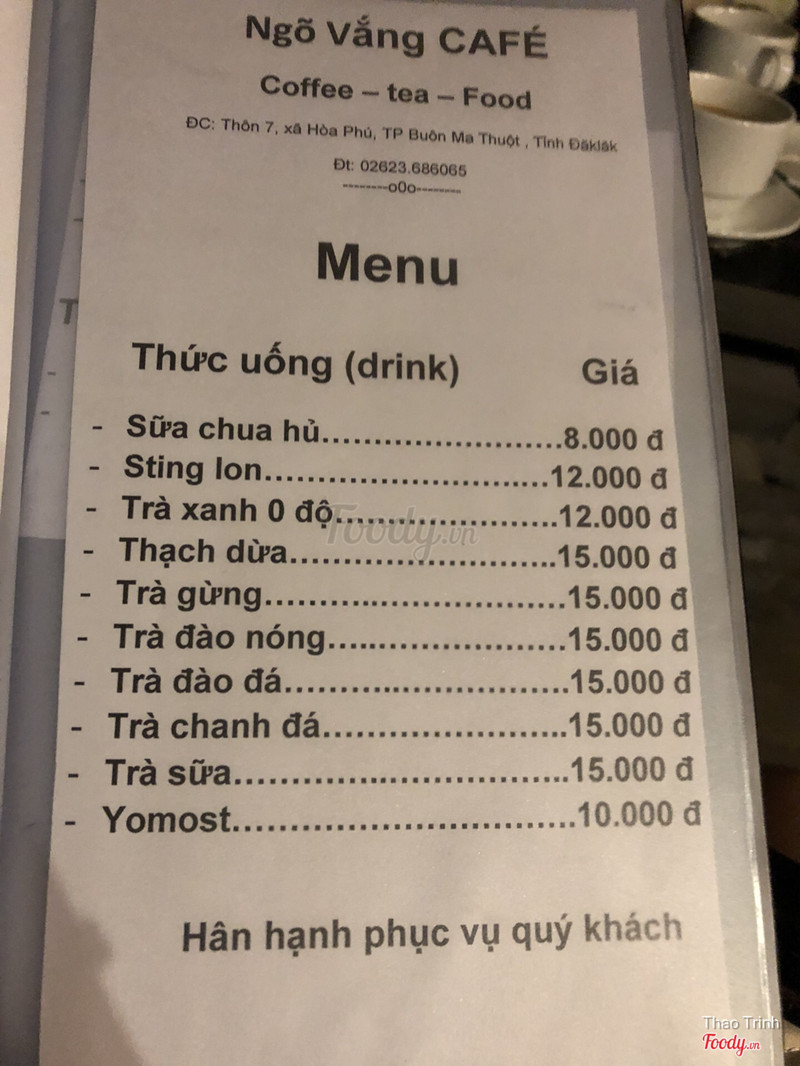 Ngõ Vắng CAFÉ
Coffee – tea – Food
ĐC: Thôn 7, xã Hòa Phú, TP Buôn Ma Thuột , Tỉnh Đăklăk
Đt: 02623.686065
--------o0o--------
Menu
Thức uống (drink) Giá
- Sữa chua hủ..........................8.000 đ
- Sting lon..............................12.000 đ
- Trà xanh 0 độ........................12.000 đ
- Thạch dừa............................15.000 đ
- Trà gừng...............................15.000 đ
- Trà đào nóng.........................15.000 đ
- Trà đào đá.............................15.000 đ
- Trà chanh đá.........................15.000 đ
- Trà sữa..................................15.000 đ
- Yomost..................................10.000 đ
Hân hạnh phục vụ quý khách
Foody.vn
Thao Trinh
Foody.vn